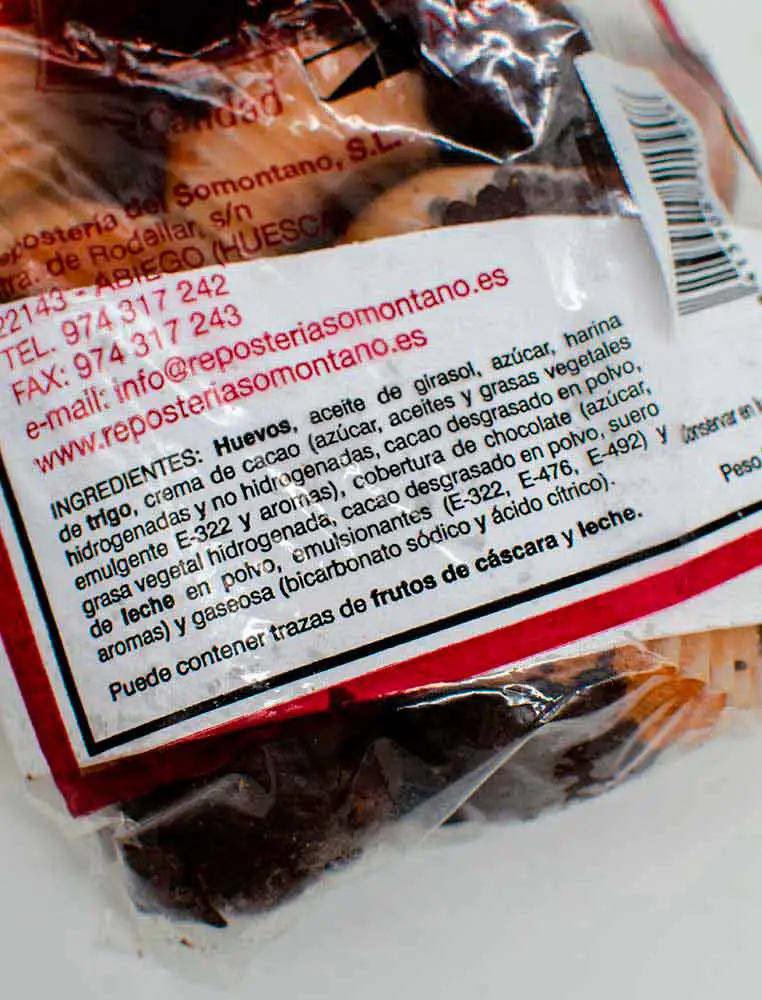 Calidad
Repostería del Somontano, S.L.
Ctra. de Rodellar, s/n
22143 - ABIEGO (HUESCA
TEL. 974 317 242
FAX: 974 317 243
e-mail: info@reposteriasomontano.es
www.reposteriasomontano.es
INGREDIENTES: Huevos, aceite de girasol, azúcar, harina
de trigo, crema de cacao (azúcar, aceites y grasas vegetales
hidrogenadas y no hidrogenadas, cacao desgrasado en polvo,
emulgente E-322 y aromas), cobertura de chocolate (azúcar,
grasa vegetal hidrogenada, cacao desgrasado en polvo, suero
de leche en polvo, emulsionantes (E-322, E-476, E-492) y
aromas) y gaseosa (bicarbonato sódico y ácido cítrico).
Puede contener trazas de frutos de cáscara y leche.
Conservar en
Peso